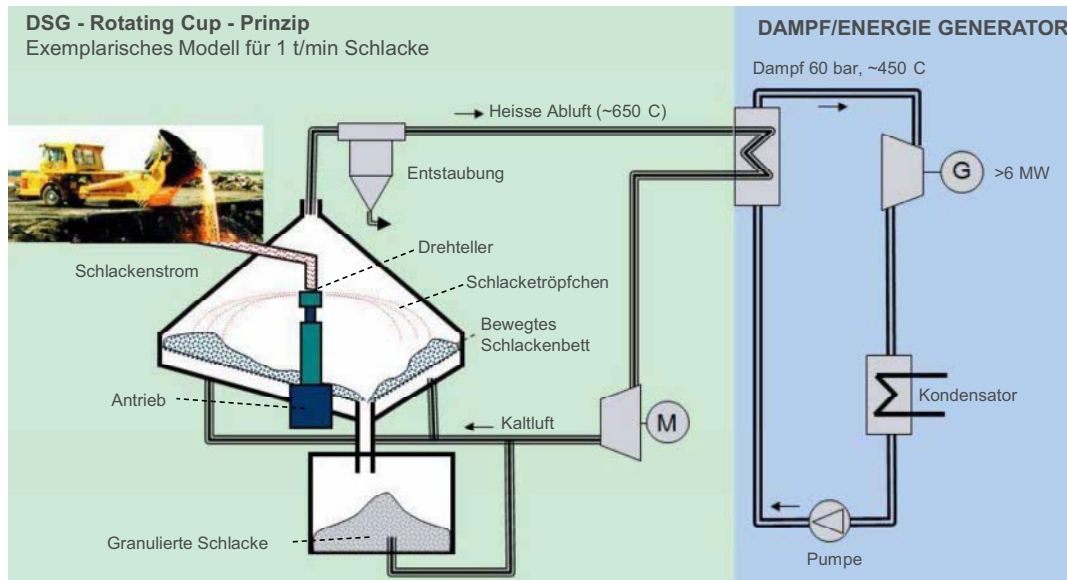 DSG - Rotating Cup - Prinzip
Exemplarisches Modell für 1 t/min Schlacke
DAMPF/ENERGIE GENERATOR
Dampf 60 bar, ~450 C
Heisse Abluft (~650 C)
Entstaubung
G
>6 MW
Drehteller
Schlackenstrom
Schlacketröpfchen
Bewegtes
Schlackenbett
Antrieb
Kaltluft
M
Kondensator
Granulierte Schlacke
Pumpe